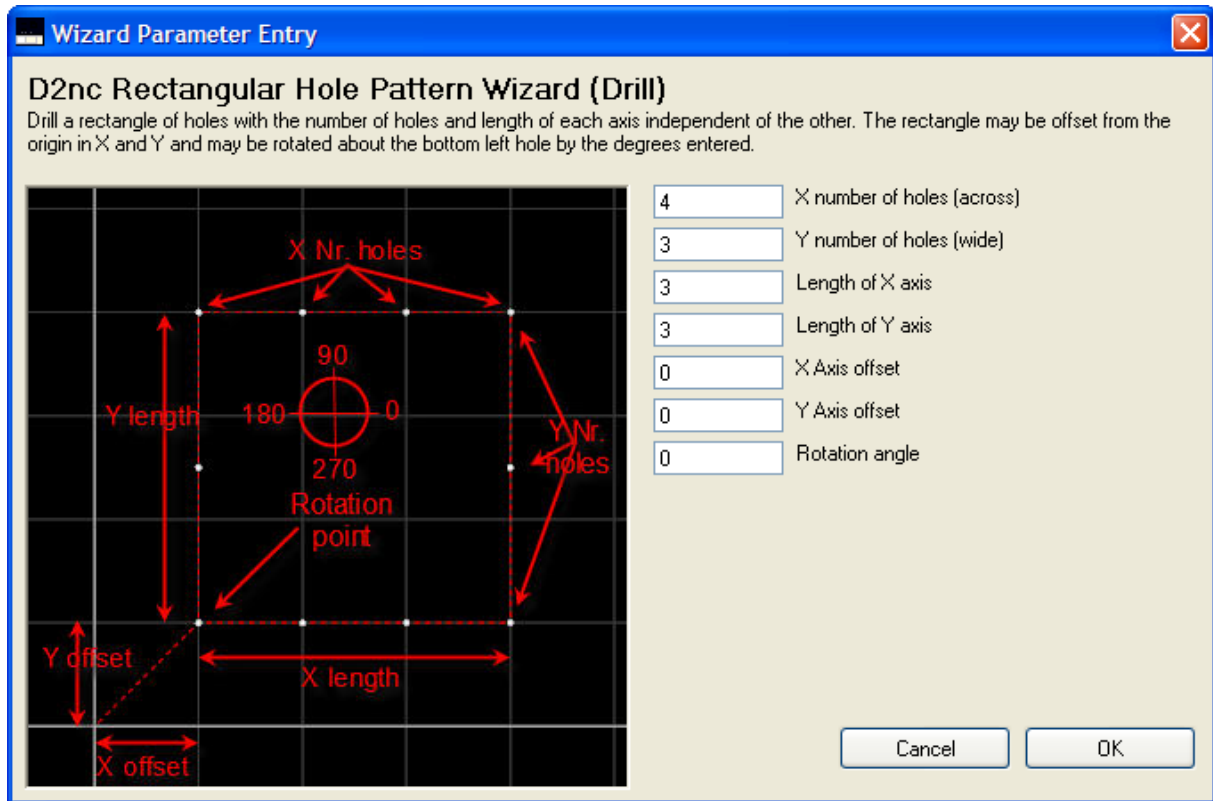 Wizard Parameter Entry
D2nc Rectangular Hole Pattern Wizard (Drill)
Drill a rectangle of holes with the number of holes and length of each axis independent of the other. The rectangle may be offset from the
origin in X and Y and may be rotated about the bottom left hole by the degrees entered.
X Nr. holes
90
Y length
180
0
Y Nr.
holes
270
Rotation
point
Y offset
X length
X offset
4 X number of holes (across)
3 Y number of holes (wide)
3 Length of X axis
3 Length of Y axis
0 X Axis offset
0 Y Axis offset
0 Rotation angle
Cancel
OK